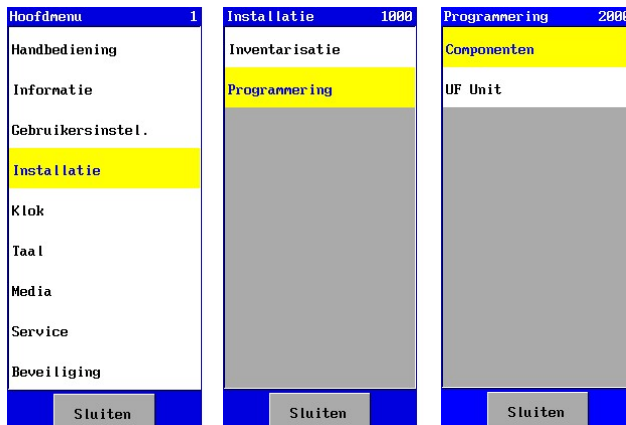 Hoofdmenu 1
Handbediening
Informatie
Gebruikersinstel.
Installatie
Klok
Taal
Media
Service
Beveiliging
Sluiten
Installatie 1000
Inventarisatie
Programmering
Sluiten
Programmering 2000
Componenten
UF Unit
Sluiten